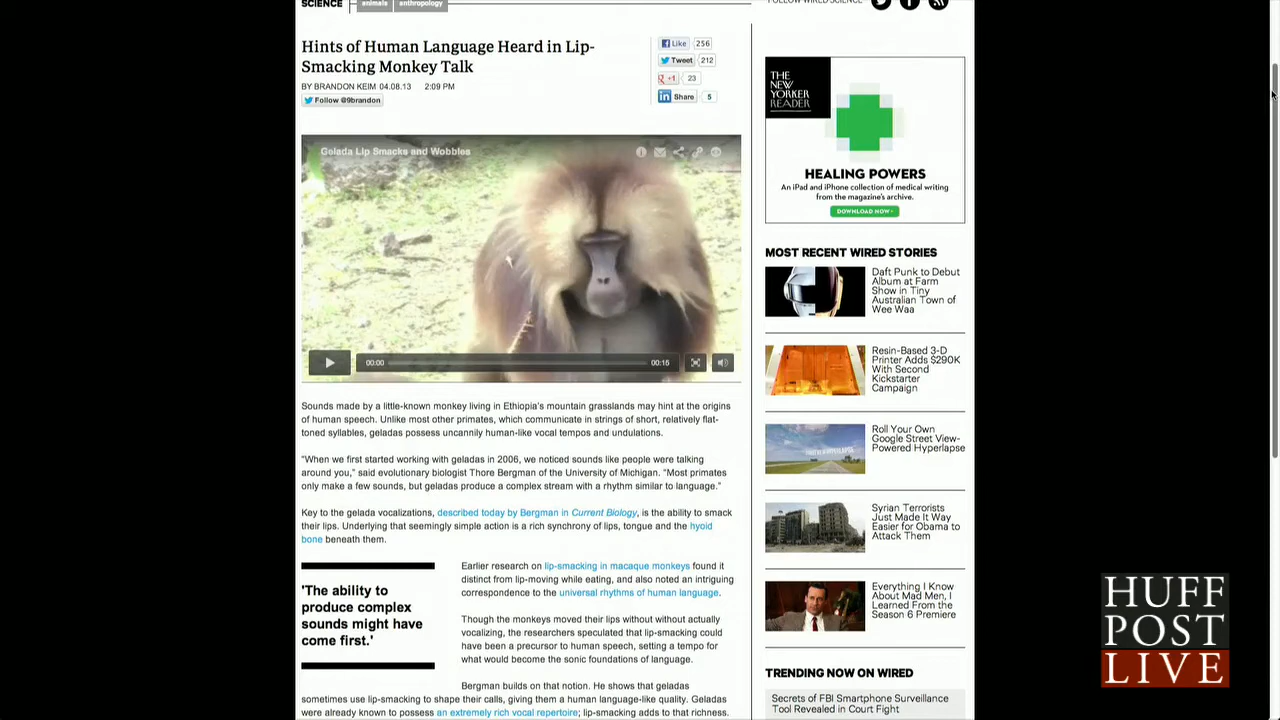 SCIENCE
animals
anthropology
FOLLOW WIRED SCIENCE
Hints of Human Language Heard in Lip-
Smacking Monkey Talk
BY BRANDON KEIM 04.08.13 2:09 PM
Follow @9brandon
Like 256
Tweet 212
+1 23
Share 5
Gelada Lip Smacks and Wobbles
00:00
00:15
Sounds made by a little-known monkey living in Ethiopia's mountain grasslands may hint at the origins
of human speech. Unlike most other primates, which communicate in strings of short, relatively flat-
toned syllables, geladas possess uncannily human-like vocal tempos and undulations.
"When we first started working with geladas in 2006, we noticed sounds like people were talking
around you," said evolutionary biologist Thore Bergman of the University of Michigan. "Most primates
only make a few sounds, but geladas produce a complex stream with a rhythm similar to language."
Key to the gelada vocalizations, described today by Bergman in Current Biology, is the ability to smack
their lips. Underlying that seemingly simple action is a rich synchrony of lips, tongue and the hyoid
bone beneath them.
'The ability to
produce complex
sounds might have
come first.'
Earlier research on lip-smacking in macaque monkeys found it
distinct from lip-moving while eating, and also noted an intriguing
correspondence to the universal rhythms of human language.
Though the monkeys moved their lips without without actually
vocalizing, the researchers speculated that lip-smacking could
have been a precursor to human speech, setting a tempo for
what would become the sonic foundations of language.
Bergman builds on that notion. He shows that geladas
sometimes use lip-smacking to shape their calls, giving them a human language-like quality. Geladas
were already known to possess an extremely rich vocal repertoire; lip-smacking adds to that richness.
THE
NEW
YORKER
READER
HEALING POWERS
An iPad and iPhone collection of medical writing
from the magazine's archive.
DOWNLOAD NOW
MOST RECENT WIRED STORIES
Daft Punk to Debut
Album at Farm
Show in Tiny
Australian Town of
Wee Waa
Resin-Based 3-D
Printer Adds $290K
With Second
Kickstarter
Campaign
Roll Your Own
Google Street View-
Powered Hyperlapse
Syrian Terrorists
Just Made It Way
Easier for Obama to
Attack Them
Everything I Know
About Mad Men, I
Learned From the
Season 6 Premiere
TRENDING NOW ON WIRED
Secrets of FBI Smartphone Surveillance
Tool Revealed in Court Fight
HUFF
POST
LIVE